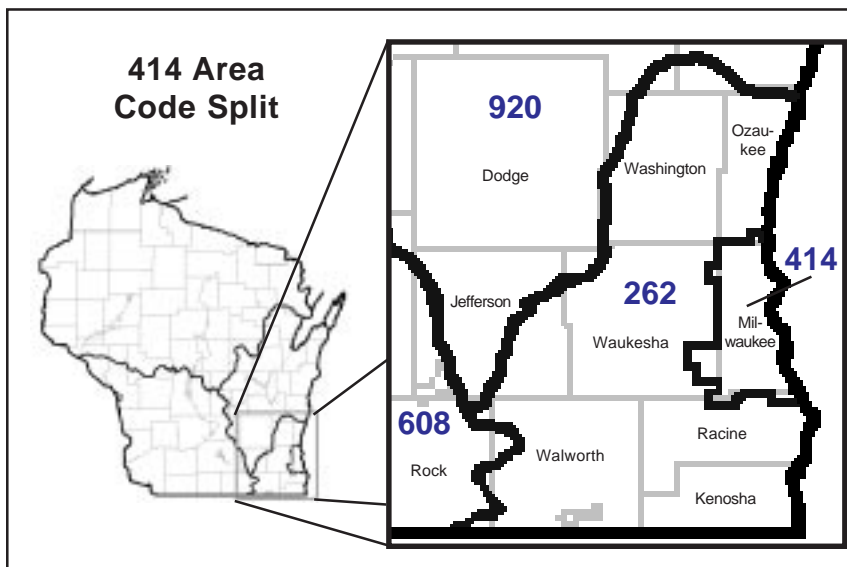 414 Area
Code Split
920
Dodge
Washington
Ozau-
kee
Jefferson
262
Waukesha
414
Mil-
waukee
608
Rock
Walworth
Racine
Kenosha